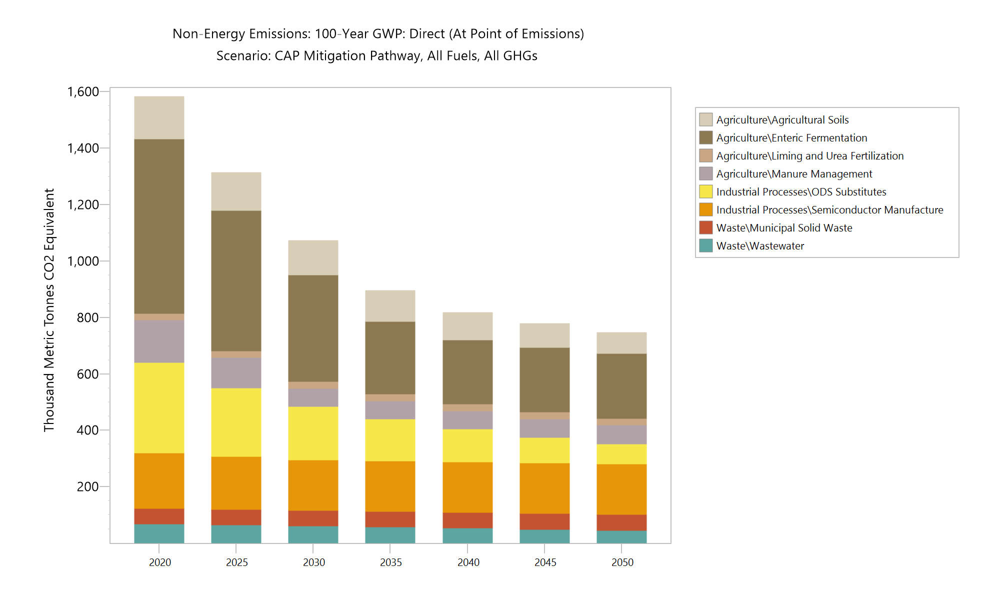 Non-Energy Emissions: 100-Year GWP: Direct (At Point of Emissions)
Scenario: CAP Mitigation Pathway, All Fuels, All GHGs
Thousand Metric Tonnes CO2 Equivalent
1,600
1,400
1,200
1,000
800
600
400
200
2020 2025 2030 2035 2040 2045 2050
Agriculture\Agricultural Soils
Agriculture\Enteric Fermentation
Agriculture\Liming and Urea Fertilization
Agriculture\Manure Management
Industrial Processes\ODS Substitutes
Industrial Processes\Semiconductor Manufacture
Waste\Municipal Solid Waste
Waste\Wastewater